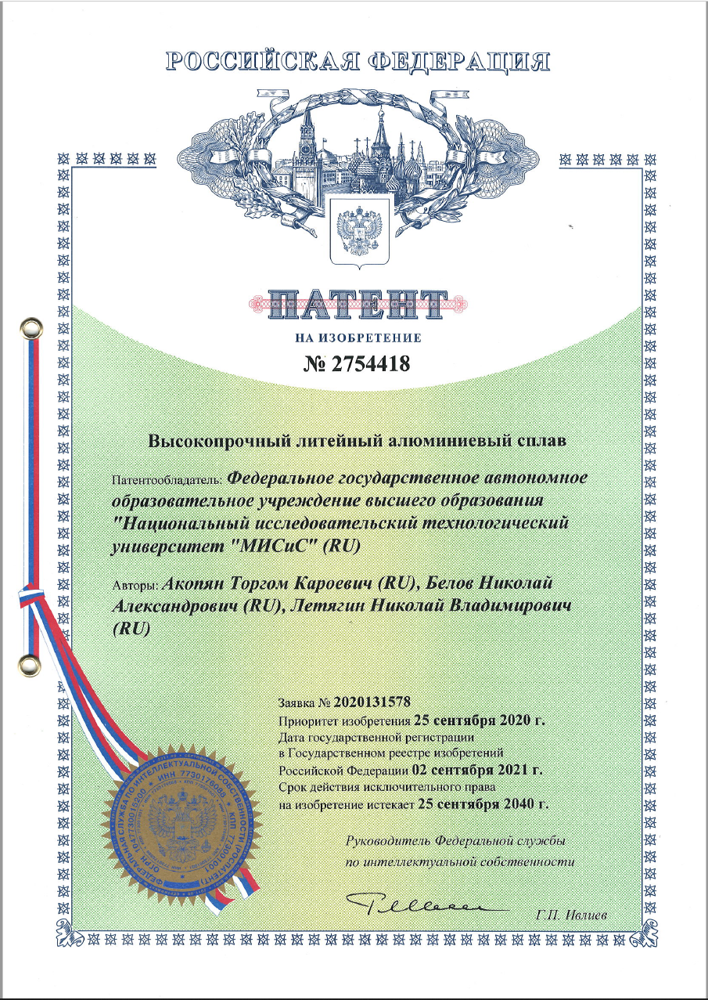 РОССИЙСКАЯ ФЕДЕРАЦИЯ
ПАТЕНТ
НА ИЗОБРЕТЕНИЕ
№ 2754418
Высокопрочный литейный алюминиевый сплав
Патентообладатель: Федеральное государственное автономное
образовательное учреждение высшего образования
"Национальный исследовательский технологический
университет "МИСиС" (RU)
Авторы: Акопян Торгом Кароевич (RU), Белов Николай
Александрович (RU), Летягин Николай Владимирович
(RU)
Заявка № 2020131578
Приоритет изобретения 25 сентября 2020 г.
Дата государственной регистрации
в Государственном реестре изобретений
Российской Федерации 02 сентября 2021 г.
Срок действия исключительного права
на изобретение истекает 25 сентября 2040 г.
Руководитель Федеральной службы
по интеллектуальной собственности
Г.П. Ивлиев
ФЕДЕРАЛЬНАЯ СЛУЖБА ПО ИНТЕЛЛЕКТУАЛЬНОЙ СОБСТВЕННОСТИ (РОСПАТЕНТ)
ОГРН 1047730015200 * ИНН 7730176088 * КПП 773001001